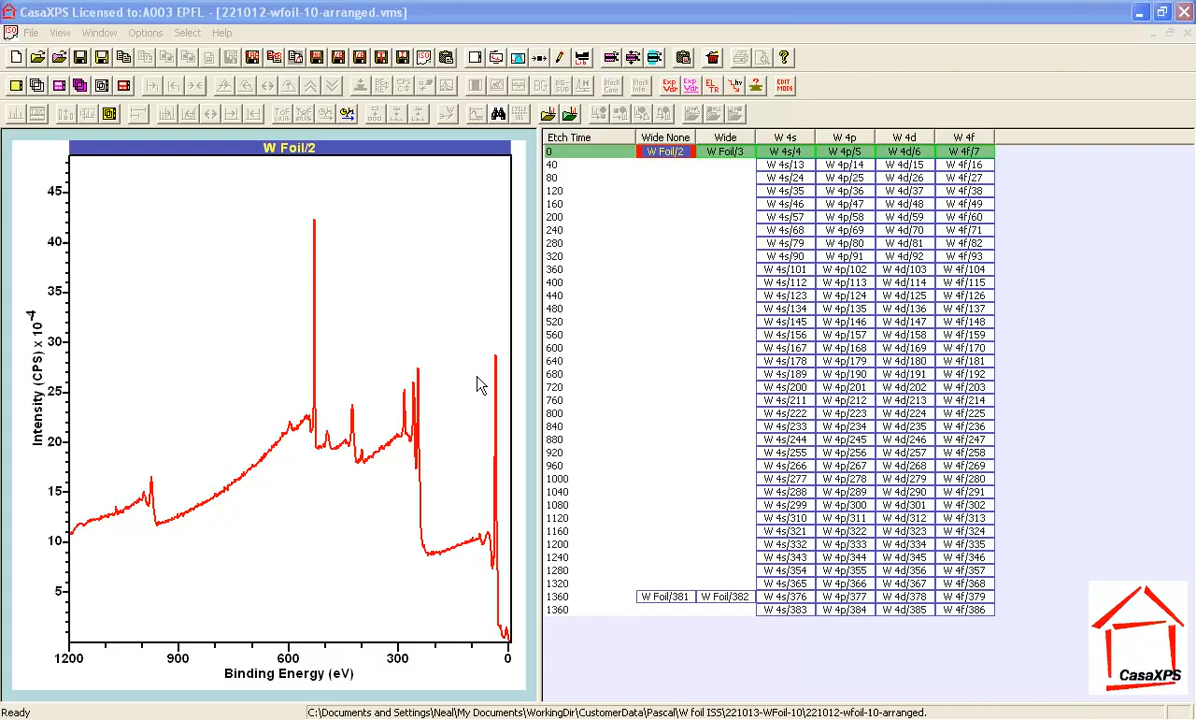 CasaXPS Licensed to:A003 EPFL - [221012-wfoil-10-arranged.vms]
File View Window Options Select Help
W Foil/2
Etch Time Wide None Wide W 4s W 4p W 4d W 4f
0 W Foil/2 W Foil/3 W 4s/4 W 4p/5 W 4d/6 W 4f/7
40 W 4s/13 W 4p/14 W 4d/15 W 4f/16
80 W 4s/24 W 4p/25 W 4d/26 W 4f/27
120 W 4s/35 W 4p/36 W 4d/37 W 4f/38
160 W 4s/46 W 4p/47 W 4d/48 W 4f/49
200 W 4s/57 W 4p/58 W 4d/59 W 4f/60
240 W 4s/68 W 4p/69 W 4d/70 W 4f/71
280 W 4s/79 W 4p/80 W 4d/81 W 4f/82
320 W 4s/90 W 4p/91 W 4d/92 W 4f/93
360 W 4s/101 W 4p/102 W 4d/103 W 4f/104
400 W 4s/112 W 4p/113 W 4d/114 W 4f/115
440 W 4s/123 W 4p/124 W 4d/125 W 4f/126
480 W 4s/134 W 4p/135 W 4d/136 W 4f/137
520 W 4s/145 W 4p/146 W 4d/147 W 4f/148
560 W 4s/156 W 4p/157 W 4d/158 W 4f/159
600 W 4s/167 W 4p/168 W 4d/169 W 4f/170
640 W 4s/178 W 4p/179 W 4d/180 W 4f/181
680 W 4s/189 W 4p/190 W 4d/191 W 4f/192
720 W 4s/200 W 4p/201 W 4d/202 W 4f/203
760 W 4s/211 W 4p/212 W 4d/213 W 4f/214
800 W 4s/222 W 4p/223 W 4d/224 W 4f/225
840 W 4s/233 W 4p/234 W 4d/235 W 4f/236
880 W 4s/244 W 4p/245 W 4d/246 W 4f/247
920 W 4s/255 W 4p/256 W 4d/257 W 4f/258
960 W 4s/266 W 4p/267 W 4d/268 W 4f/269
1000 W 4s/277 W 4p/278 W 4d/279 W 4f/280
1040 W 4s/288 W 4p/289 W 4d/290 W 4f/291
1080 W 4s/299 W 4p/300 W 4d/301 W 4f/302
1120 W 4s/310 W 4p/311 W 4d/312 W 4f/313
1160 W 4s/321 W 4p/322 W 4d/323 W 4f/324
1200 W 4s/332 W 4p/333 W 4d/334 W 4f/335
1240 W 4s/343 W 4p/344 W 4d/345 W 4f/346
1280 W 4s/354 W 4p/355 W 4d/356 W 4f/357
1320 W 4s/365 W 4p/366 W 4d/367 W 4f/368
1360 W Foil/381 W Foil/382 W 4s/376 W 4p/377 W 4d/378 W 4f/379
1360 W 4s/383 W 4p/384 W 4d/385 W 4f/386
Intensity (CPS) x 10⁻⁴
45
40
35
30
25
20
15
10
5
1200 900 600 300 0
Binding Energy (eV)
CasaXPS
Ready C:\Documents and Settings\Neal\My Documents\WorkingDir\CustomerData\Pascal\W foil ISS\221013-WFoil-10\221012-wfoil-10-arranged.